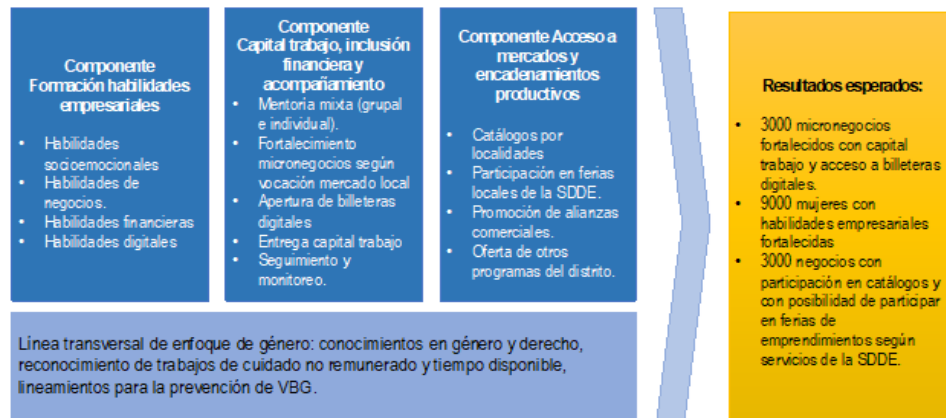 Componente
Formación habilidades
empresariales
• Habilidades
socioemocionales
• Habilidades de
negocios.
• Habilidades financieras
• Habilidades digitales
Componente
Capital trabajo, inclusión
financiera y
acompañamiento
• Mentoria mixta (grupal
e individual).
• Fortalecimiento
micronegocios según
vocación mercado local
• Apertura de billeteras
digitales
• Entrega capital trabajo
• Seguimiento y
monitoreo.
Componente Acceso a
mercados y
encadenamientos
productivos
• Catálogos por
localidades
• Participación en ferias
locales de la SDDE.
• Promoción de alianzas
comerciales.
• Oferta de otros
programas del distrito.
Línea transversal de enfoque de género: conocimientos en género y derecho,
reconocimiento de trabajos de cuidado no remunerado y tiempo disponible,
lineamientos para la prevención de VBG.
Resultados esperados:
• 3000 micronegocios
fortalecidos con capital
trabajo y acceso a billeteras
digitales.
• 9000 mujeres con
habilidades empresariales
fortalecidas
• 3000 negocios con
participación en catálogos y
con posibilidad de participar
en ferias de
emprendimientos según
servicios de la SDDE.